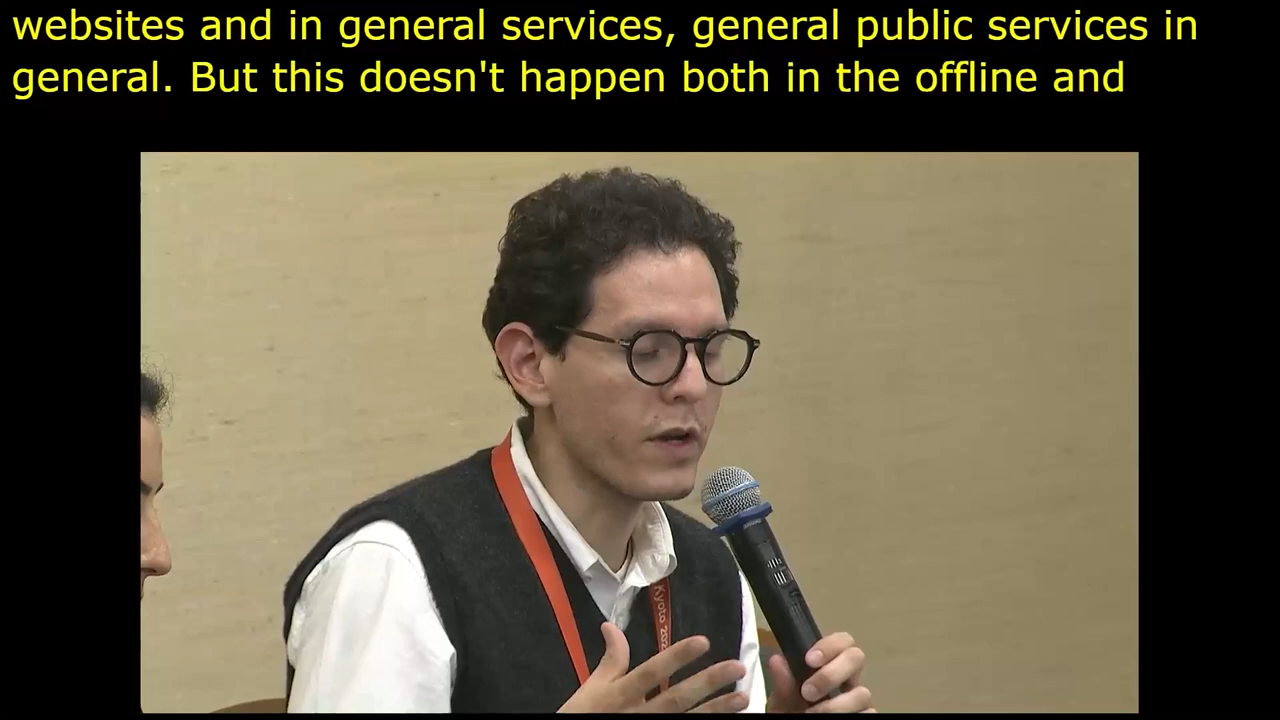 websites and in general services, general public services in
general. But this doesn't happen both in the offline and
Kyoto